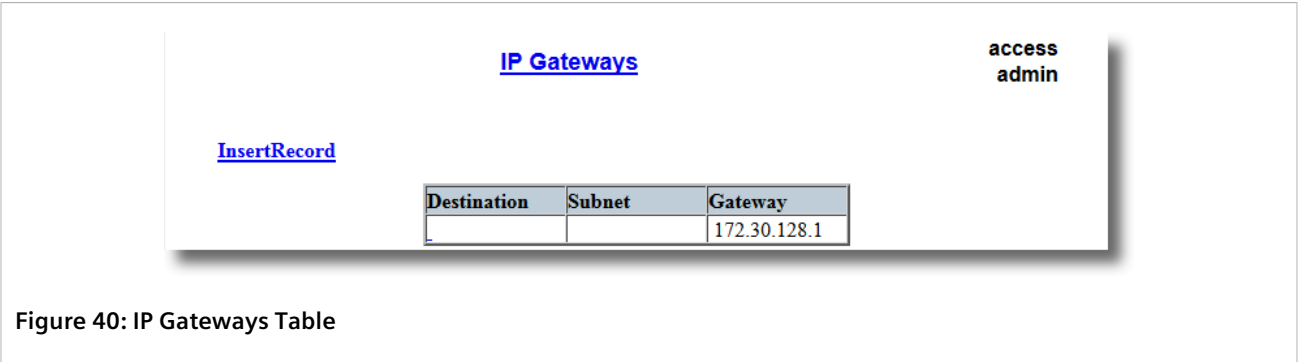 IP Gateways
access
admin
InsertRecord
Destination Subnet Gateway
172.30.128.1
Figure 40: IP Gateways Table